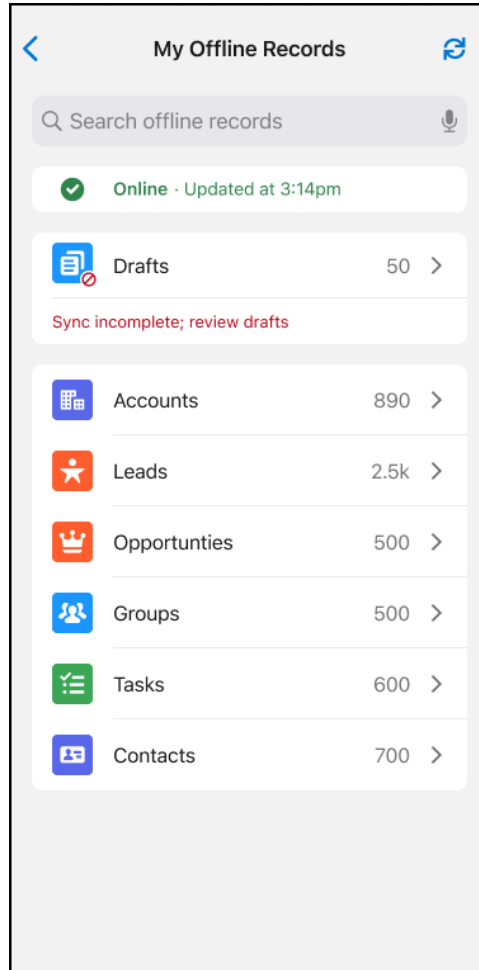 My Offline Records
Search offline records
Online · Updated at 3:14pm
Drafts 50
Sync incomplete; review drafts
Accounts 890
Leads 2.5k
Opportunties 500
Groups 500
Tasks 600
Contacts 700